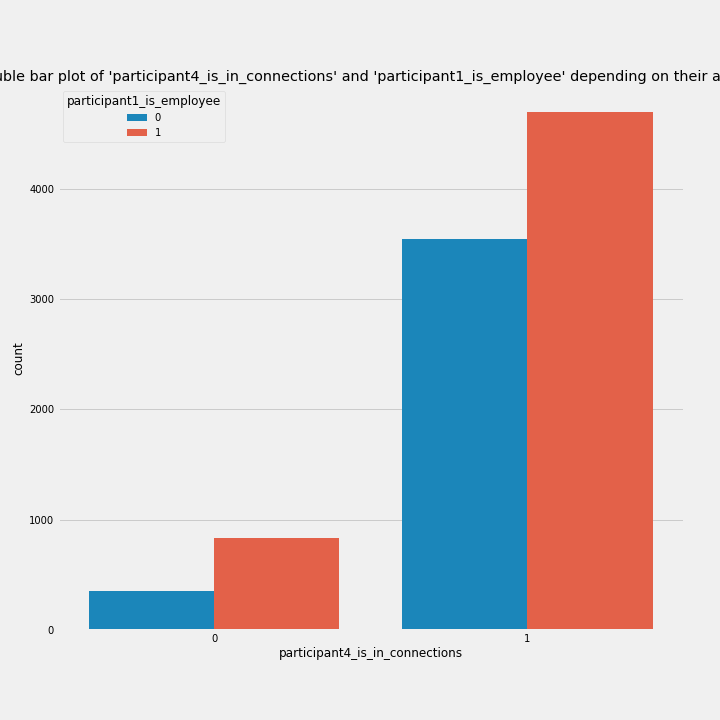 uble bar plot of 'participant4_is_in_connections' and 'participant1_is_employee' depending on their a
participant1_is_employee
0
1
4000
3000
2000
1000
0
count
0 1
participant4_is_in_connections